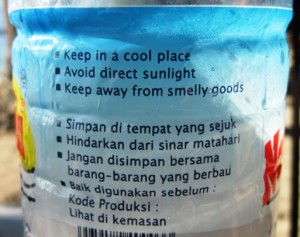 ▪ Keep in a cool place
▪ Avoid direct sunlight
▪ Keep away from smelly goods
▪ Simpan di tempat yang sejuk
▪ Hindarkan dari sinar matahari
▪ Jangan disimpan bersama
barang-barang yang berbau
▪ Baik digunakan sebelum :
Kode Produksi :
Lihat di kemasan